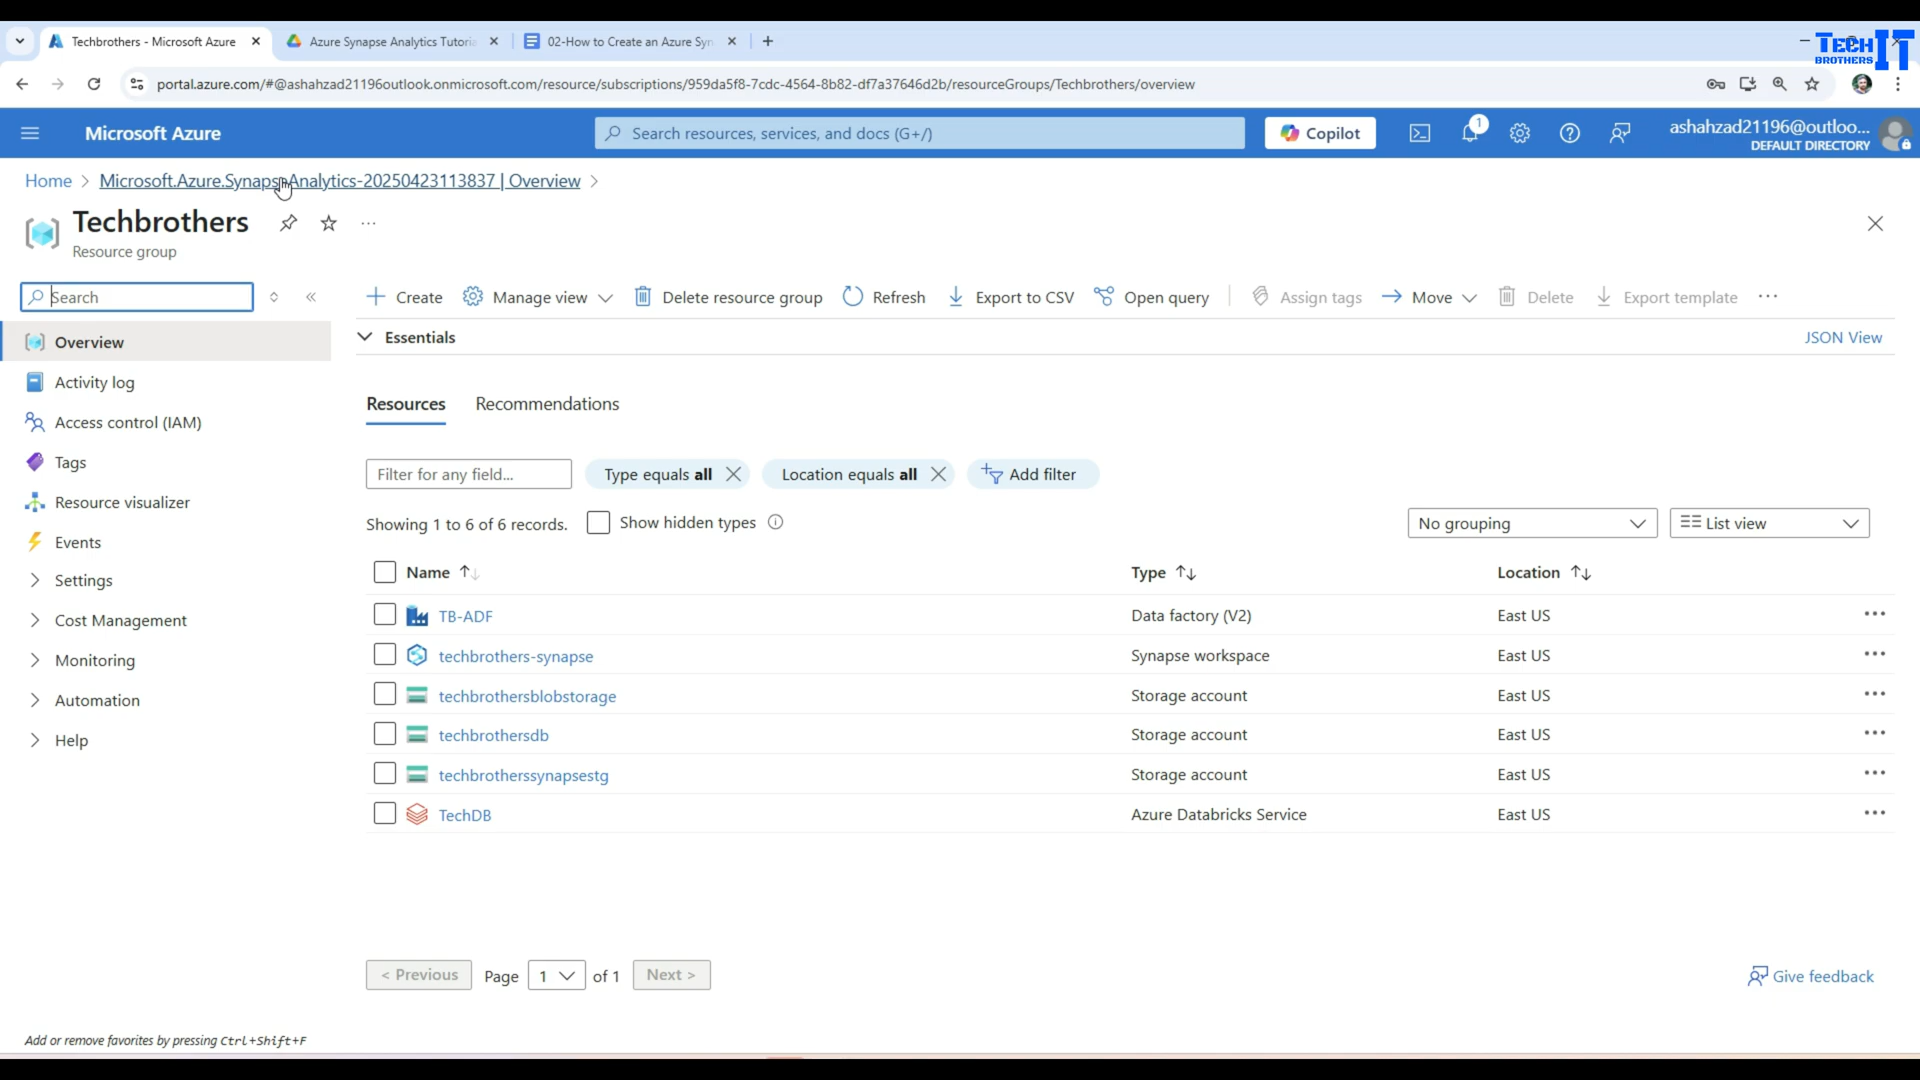 Techbrothers - Microsoft Azure
Azure Synapse Analytics Tutoria
02-How to Create an Azure Syn
TECH BROTHERS IT
portal.azure.com/#@ashahzad21196outlook.onmicrosoft.com/resource/subscriptions/959da5f8-7cdc-4564-8b82-df7a37646d2b/resourceGroups/Techbrothers/overview
Microsoft Azure
Search resources, services, and docs (G+/)
Copilot
1
ashahzad21196@outloo...
DEFAULT DIRECTORY
Home > Microsoft.Azure.SynapseAnalytics-20250423113837 | Overview >
Techbrothers
Resource group
Search
Create
Manage view
Delete resource group
Refresh
Export to CSV
Open query
Assign tags
Move
Delete
Export template
Essentials
JSON View
Overview
Activity log
Access control (IAM)
Tags
Resource visualizer
Events
Settings
Cost Management
Monitoring
Automation
Help
Resources
Recommendations
Filter for any field...
Type equals all
Location equals all
Add filter
Showing 1 to 6 of 6 records.
Show hidden types
No grouping
List view
Name
Type
Location
TB-ADF Data factory (V2) East US
techbrothers-synapse Synapse workspace East US
techbrothersblobstorage Storage account East US
techbrothersdb Storage account East US
techbrotherssynapsestg Storage account East US
TechDB Azure Databricks Service East US
< Previous Page 1 of 1 Next >
Give feedback
Add or remove favorites by pressing Ctrl+Shift+F